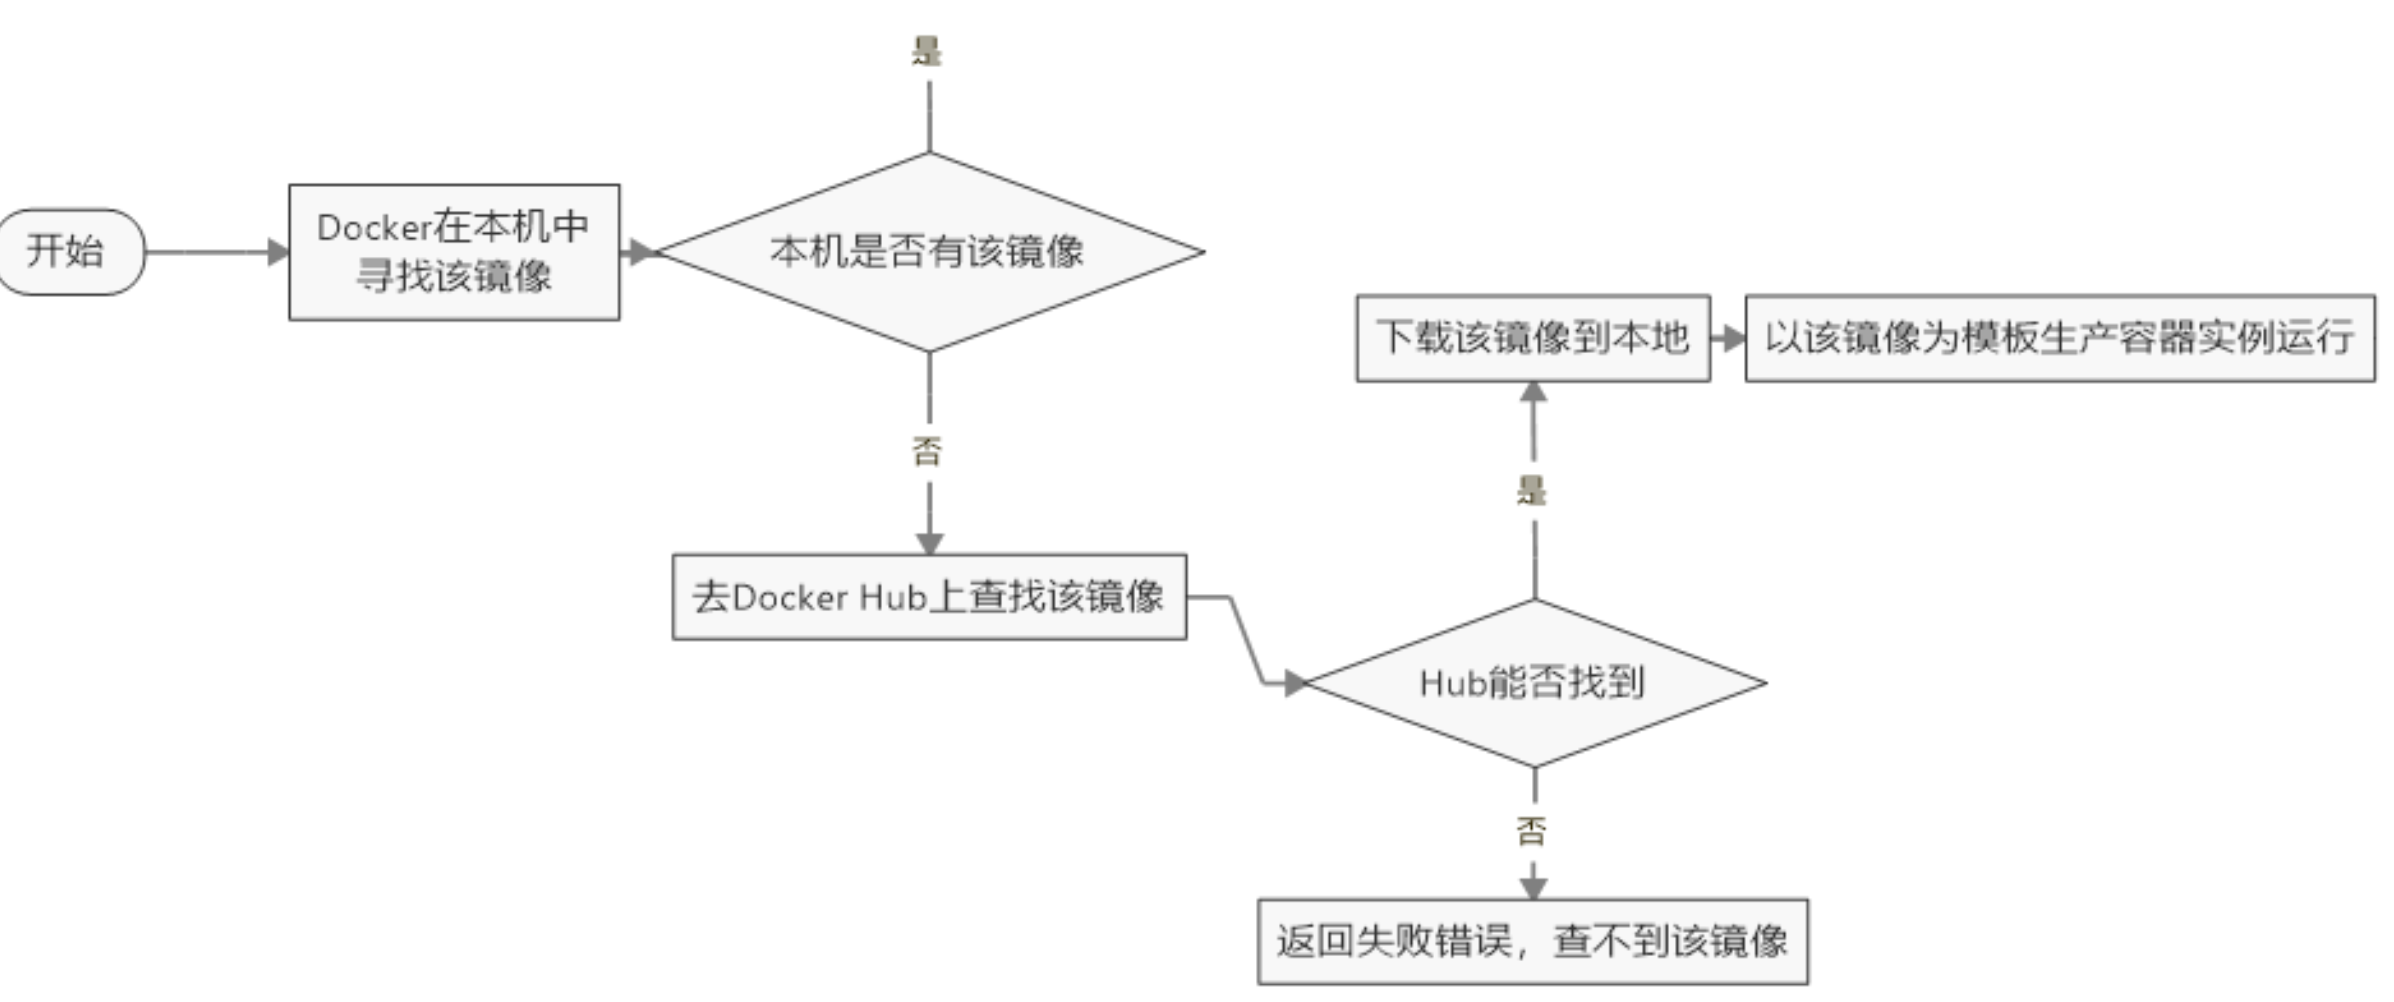 是
开始
Docker在本机中
寻找该镜像
本机是否有该镜像
否
去Docker Hub上查找该镜像
下载该镜像到本地
以该镜像为模板生产容器实例运行
是
Hub能否找到
否
返回失败错误，查不到该镜像